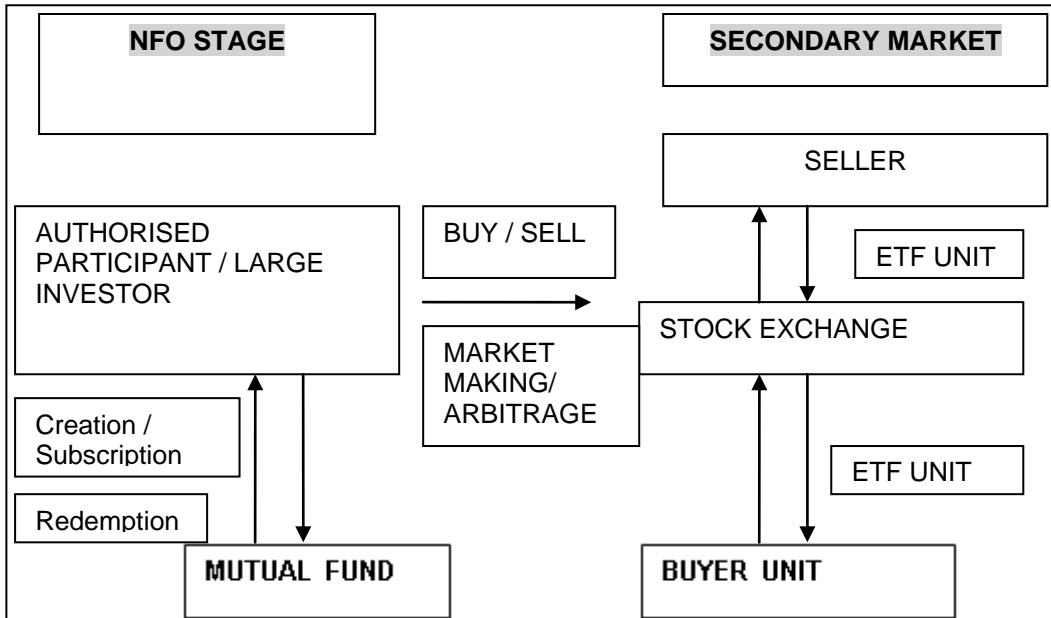 NFO STAGE
SECONDARY MARKET
SELLER
AUTHORISED
PARTICIPANT / LARGE
INVESTOR
BUY / SELL
ETF UNIT
STOCK EXCHANGE
MARKET
MAKING/
ARBITRAGE
Creation /
Subscription
ETF UNIT
Redemption
MUTUAL FUND
BUYER UNIT